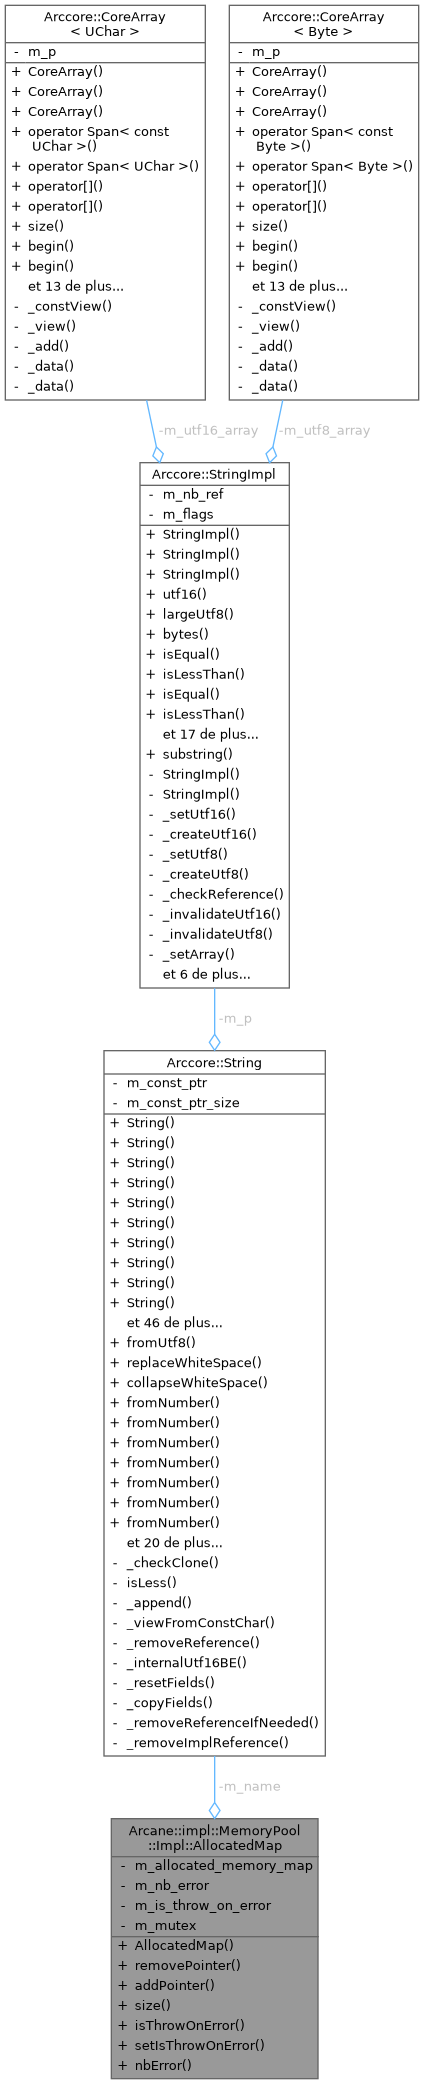 Arccore::CoreArray
< UChar >
- m_p
+ CoreArray()
+ CoreArray()
+ CoreArray()
+ operator Span< const
UChar >()
+ operator Span< UChar >()
+ operator[]()
+ operator[]()
+ size()
+ begin()
+ begin()
et 13 de plus...
- _constView()
- _view()
- _add()
- _data()
- _data()
Arccore::CoreArray
< Byte >
- m_p
+ CoreArray()
+ CoreArray()
+ CoreArray()
+ operator Span< const
Byte >()
+ operator Span< Byte >()
+ operator[]()
+ operator[]()
+ size()
+ begin()
+ begin()
et 13 de plus...
- _constView()
- _view()
- _add()
- _data()
- _data()
-m_utf16_array
-m_utf8_array
Arccore::StringImpl
- m_nb_ref
- m_flags
+ StringImpl()
+ StringImpl()
+ StringImpl()
+ utf16()
+ largeUtf8()
+ bytes()
+ isEqual()
+ isLessThan()
+ isEqual()
+ isLessThan()
et 17 de plus...
+ substring()
- StringImpl()
- StringImpl()
- _setUtf16()
- _createUtf16()
- _setUtf8()
- _createUtf8()
- _checkReference()
- _invalidateUtf16()
- _invalidateUtf8()
- _setArray()
et 6 de plus...
-m_p
Arccore::String
- m_const_ptr
- m_const_ptr_size
+ String()
+ String()
+ String()
+ String()
+ String()
+ String()
+ String()
+ String()
+ String()
+ String()
et 46 de plus...
+ fromUtf8()
+ replaceWhiteSpace()
+ collapseWhiteSpace()
+ fromNumber()
+ fromNumber()
+ fromNumber()
+ fromNumber()
+ fromNumber()
+ fromNumber()
+ fromNumber()
et 20 de plus...
- _checkClone()
- isLess()
- _append()
- _viewFromConstChar()
- _removeReference()
- _internalUtf16BE()
- _resetFields()
- _copyFields()
- _removeReferenceIfNeeded()
- _removeImplReference()
-m_name
Arcane::impl::MemoryPool
::Impl::AllocatedMap
- m_allocated_memory_map
- m_nb_error
- m_is_throw_on_error
- m_mutex
+ AllocatedMap()
+ removePointer()
+ addPointer()
+ size()
+ isThrowOnError()
+ setIsThrowOnError()
+ nbError()